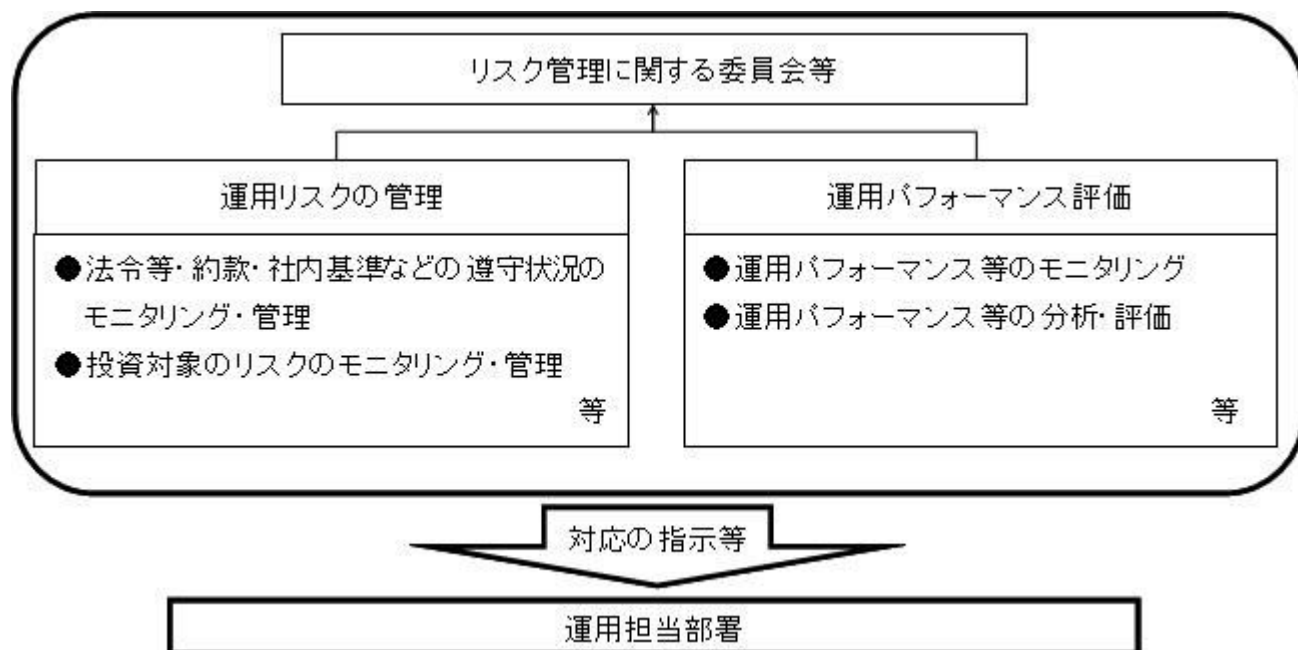 リスク管理に関する委員会等
運用リスクの管理
●法令等・約款・社内基準などの遵守状況の
モニタリング・管理
●投資対象のリスクのモニタリング・管理
等
運用パフォーマンス評価
●運用パフォーマンス等のモニタリング
●運用パフォーマンス等の分析・評価
等
対応の指示等
運用担当部署